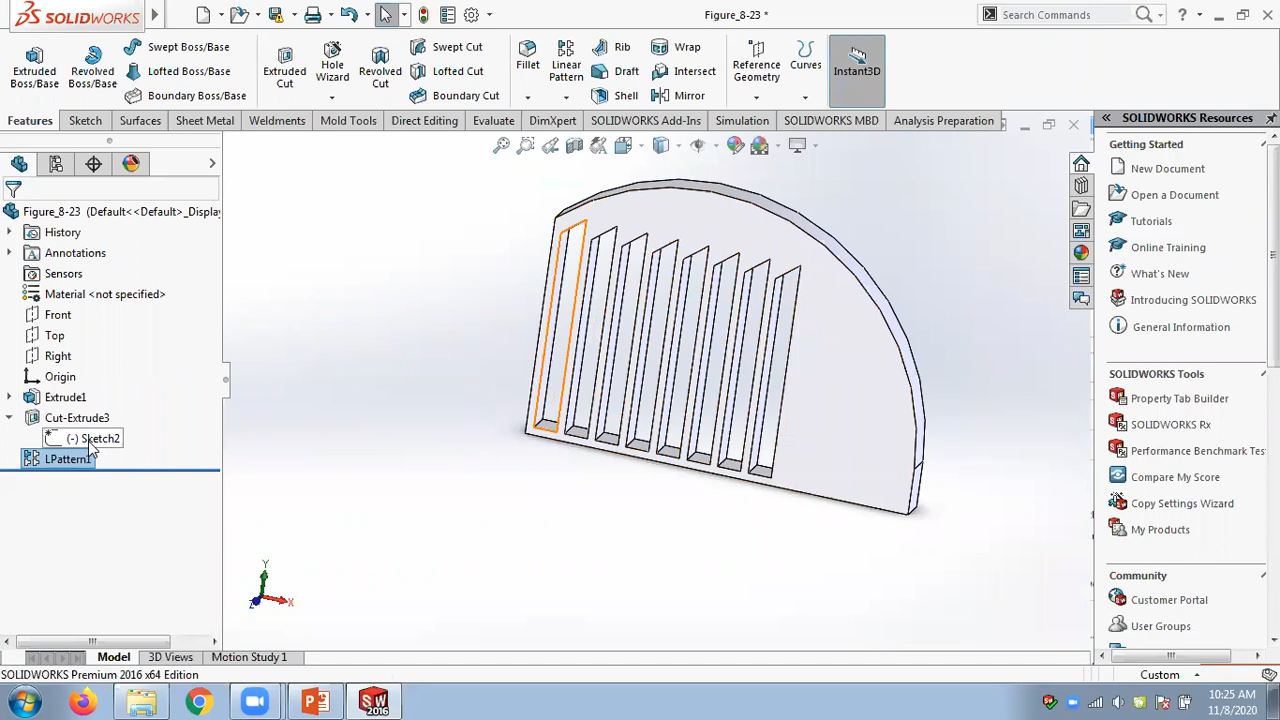 SOLIDWORKS
Figure_8-23 *
Search Commands
?
Extruded Boss/Base
Revolved Boss/Base
Swept Boss/Base
Lofted Boss/Base
Boundary Boss/Base
Extruded Cut
Hole Wizard
Revolved Cut
Swept Cut
Lofted Cut
Boundary Cut
Fillet
Linear Pattern
Rib
Draft
Shell
Wrap
Intersect
Mirror
Reference Geometry
Curves
Instant3D
Features
Sketch
Surfaces
Sheet Metal
Weldments
Mold Tools
Direct Editing
Evaluate
DimXpert
SOLIDWORKS Add-Ins
Simulation
SOLIDWORKS MBD
Analysis Preparation
Figure_8-23 (Default<<Default>_Display
History
Annotations
Sensors
Material <not specified>
Front
Top
Right
Origin
Extrude1
Cut-Extrude3
(-) Sketch2
LPattern1
Y
X
Z
SOLIDWORKS Resources
Getting Started
New Document
Open a Document
Tutorials
Online Training
What's New
Introducing SOLIDWORKS
General Information
SOLIDWORKS Tools
Property Tab Builder
SOLIDWORKS Rx
Performance Benchmark Tes
Compare My Score
Copy Settings Wizard
My Products
Community
Customer Portal
User Groups
Model
3D Views
Motion Study 1
SOLIDWORKS Premium 2016 x64 Edition
Custom
SW
2016
10:25 AM
11/8/2020